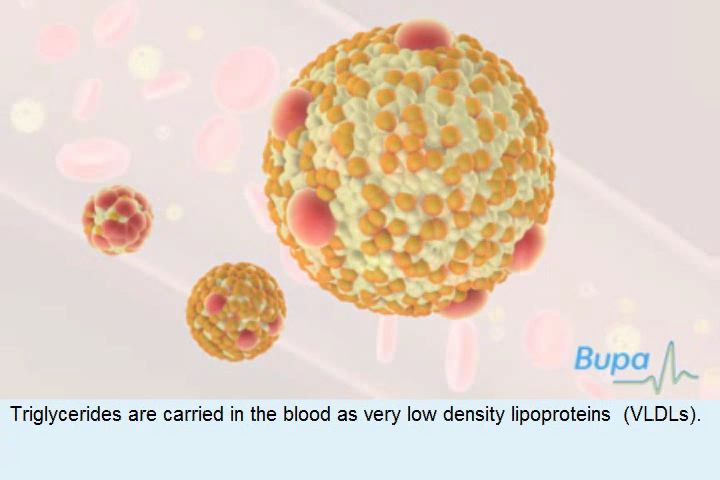 Bupa
Triglycerides are carried in the blood as very low density lipoproteins  (VLDLs).